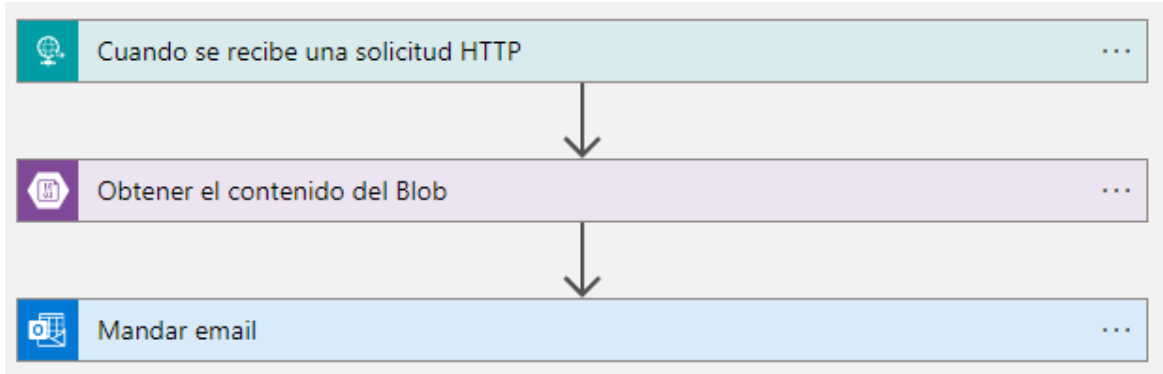 Cuando se recibe una solicitud HTTP
Obtener el contenido del Blob
Mandar email